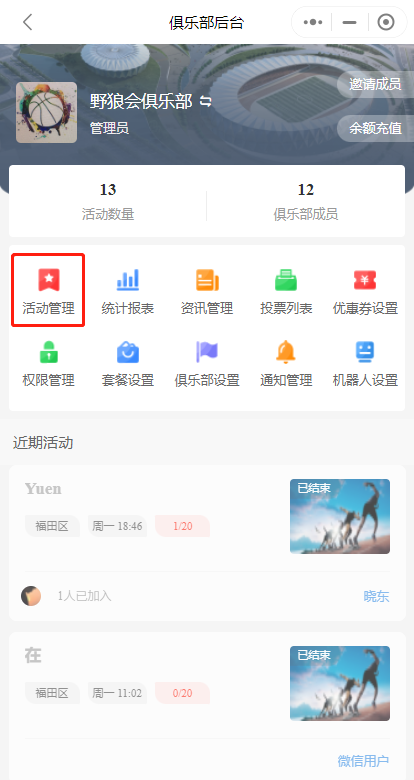 俱乐部后台
邀请成员
野狼会俱乐部
管理员
余额充值
13 12
活动数量 俱乐部成员
活动管理 统计报表 资讯管理 投票列表 优惠券设置
权限管理 套餐设置 俱乐部设置 通知管理 机器人设置
近期活动
Yuen 已结束
福田区 周一 18:46 1/20
1人已加入 晓东
在 已结束
福田区 周一 11:02 0/20
微信用户